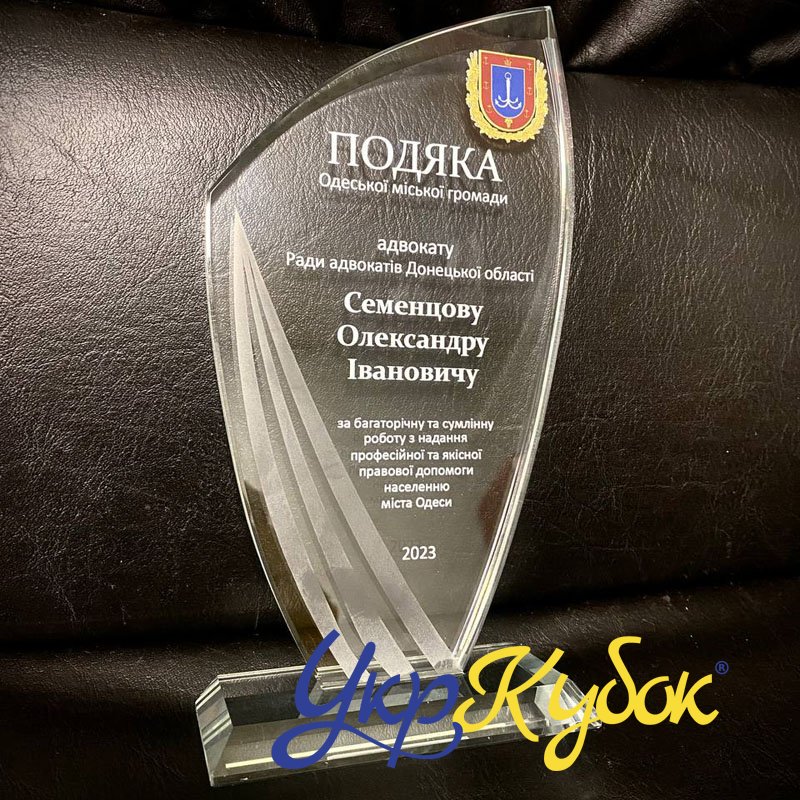 ПОДЯКА
Одеської міської громади
адвокату
Ради адвокатів Донецької області
Семенцову
Олександру
Івановичу
за багаторічну та сумлінну
роботу з надання
професійної та якісної
правової допомоги
населенню
міста Одеси
2023
УкрКубок®